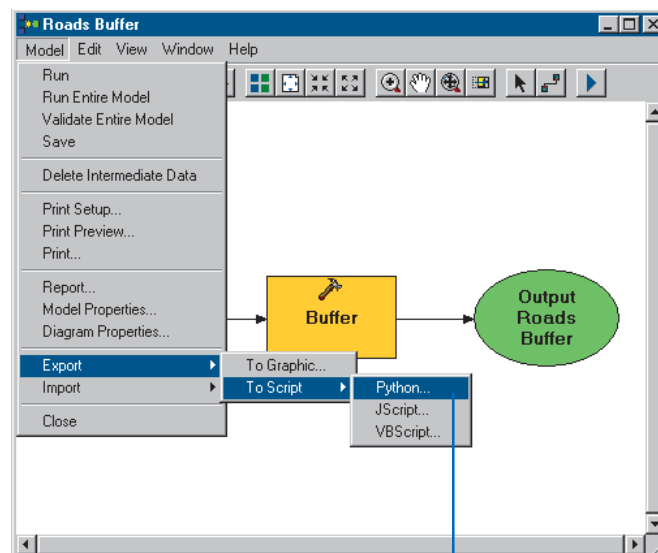 Roads Buffer
Model Edit View Window Help
Run
Run Entire Model
Validate Entire Model
Save
Delete Intermediate Data
Print Setup...
Print Preview...
Print...
Report...
Model Properties...
Diagram Properties...
Export
Import
Close
To Graphic...
To Script
Python...
JScript...
VBScript...
Buffer
Output
Roads
Buffer